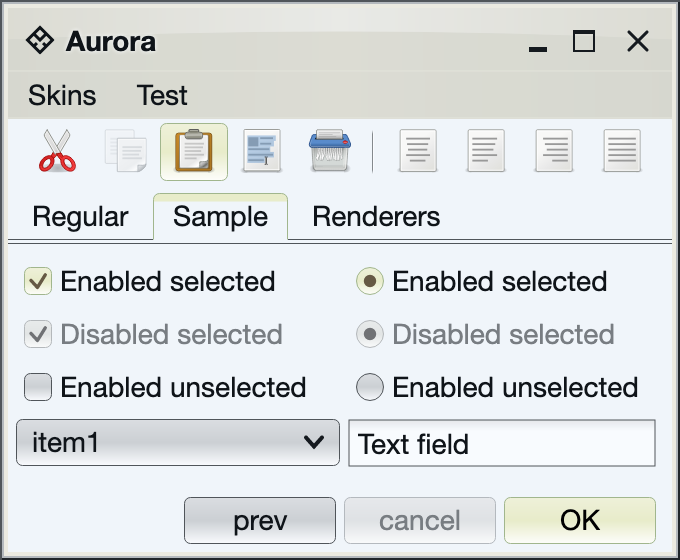 Aurora
Skins Test
Regular Sample Renderers
Enabled selected Enabled selected
Disabled selected Disabled selected
Enabled unselected Enabled unselected
item1 Text field
prev cancel OK